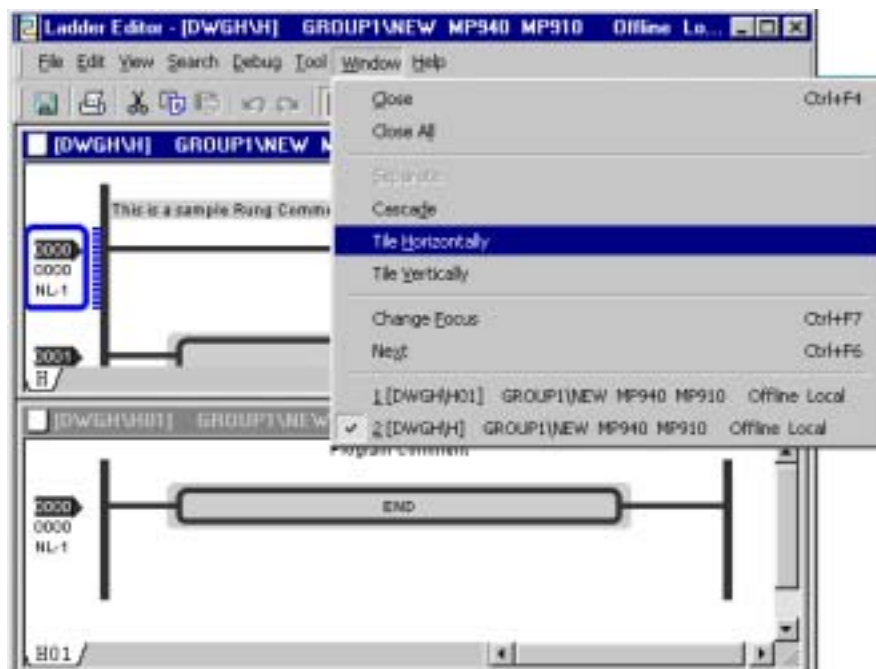 Ladder Editor - [DWGH\H] GROUP1\NEW MP940 MP910 Offline Lo...
File Edit View Search Debug Tool Window Help
Close Ctrl+F4
Close All
Separate
Cascade
Tile Horizontally
Tile Vertically
Change Focus Ctrl+F7
Next Ctrl+F6
1 [DWGH\H01] GROUP1\NEW MP940 MP910 Offline Local
2 [DWGH\H] GROUP1\NEW MP940 MP910 Offline Local
[DWGH\H] GROUP1\NEW
This is a sample Rung Comme
0000
0000
NL-1
0001
H
[DWGH\H01] GROUP1\NEW
Program Comment
0000
END
0000
NL-1
H01